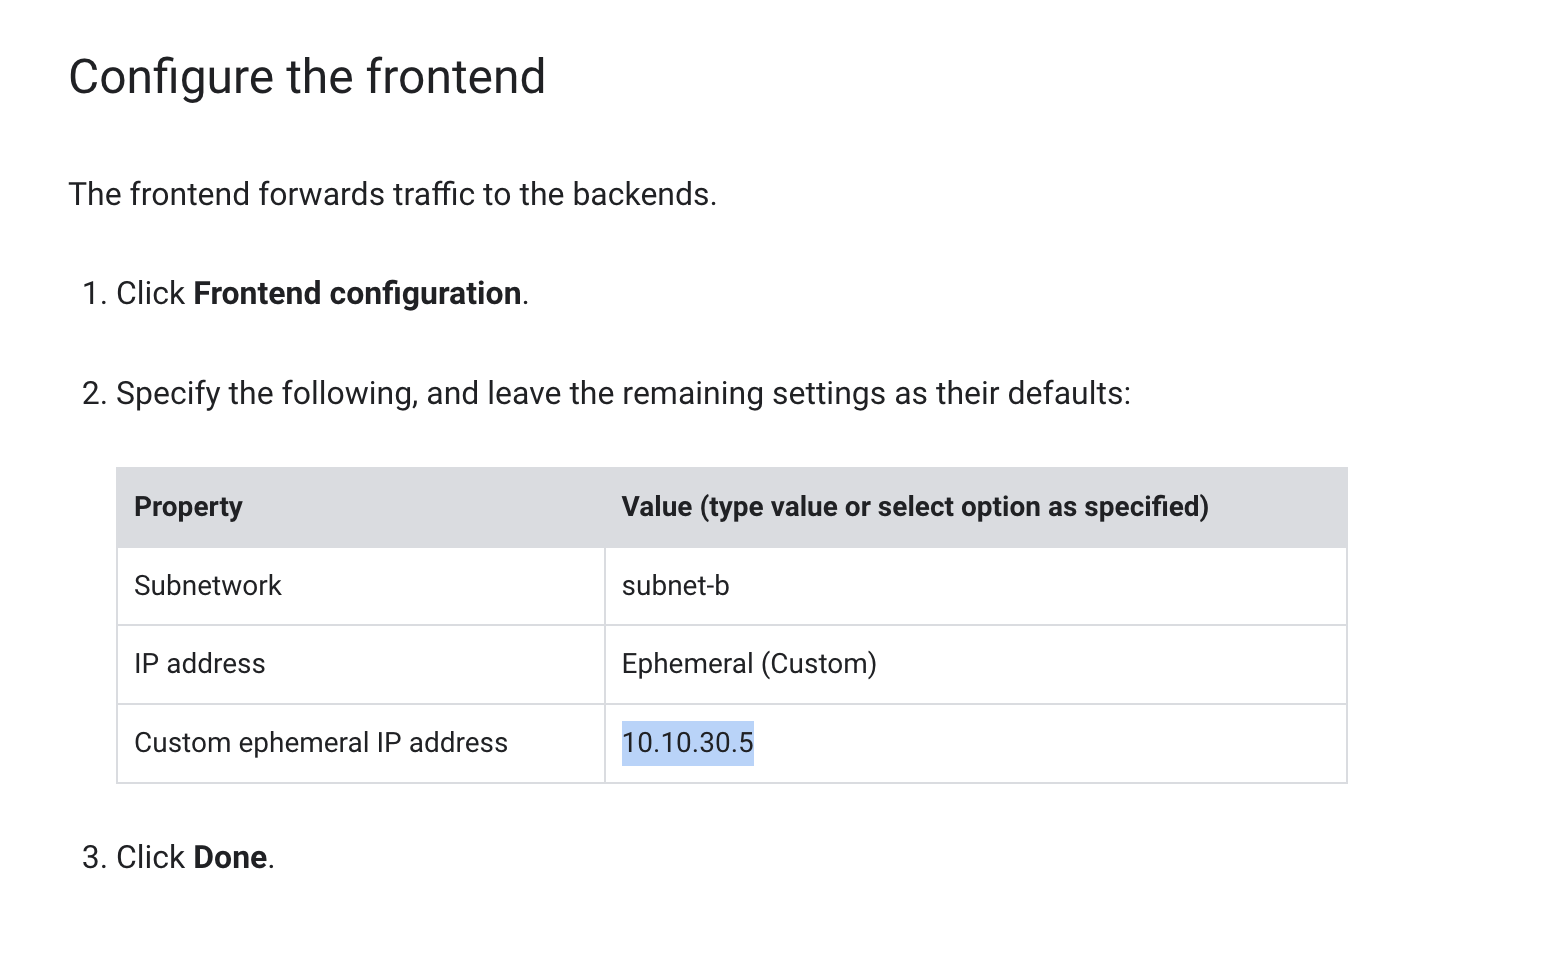 Configure the frontend
The frontend forwards traffic to the backends.
1. Click Frontend configuration.
2. Specify the following, and leave the remaining settings as their defaults:
Property Value (type value or select option as specified)
Subnetwork subnet-b
IP address Ephemeral (Custom)
Custom ephemeral IP address 10.10.30.5
3. Click Done.